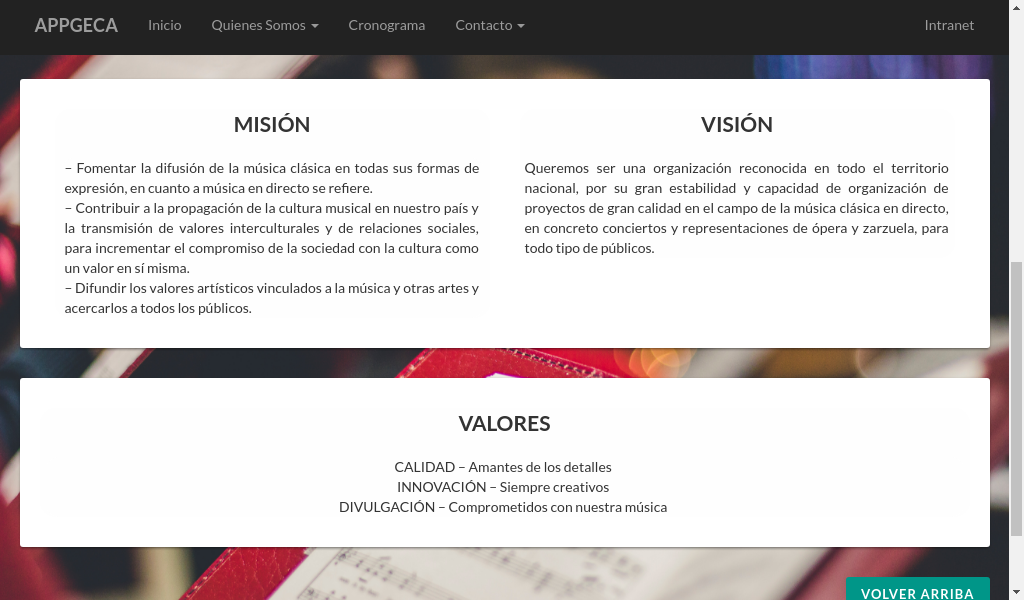 APPGECA Inicio Quienes Somos Cronograma Contacto Intranet
MISIÓN
– Fomentar la difusión de la música clásica en todas sus formas de
expresión, en cuanto a música en directo se refiere.
– Contribuir a la propagación de la cultura musical en nuestro país y
la transmisión de valores interculturales y de relaciones sociales,
para incrementar el compromiso de la sociedad con la cultura como
un valor en sí misma.
– Difundir los valores artísticos vinculados a la música y otras artes y
acercarlos a todos los públicos.
VISIÓN
Queremos ser una organización reconocida en todo el territorio
nacional, por su gran estabilidad y capacidad de organización de
proyectos de gran calidad en el campo de la música clásica en directo,
en concreto conciertos y representaciones de ópera y zarzuela, para
todo tipo de públicos.
VALORES
CALIDAD – Amantes de los detalles
INNOVACIÓN – Siempre creativos
DIVULGACIÓN – Comprometidos con nuestra música
VOLVER ARRIBA